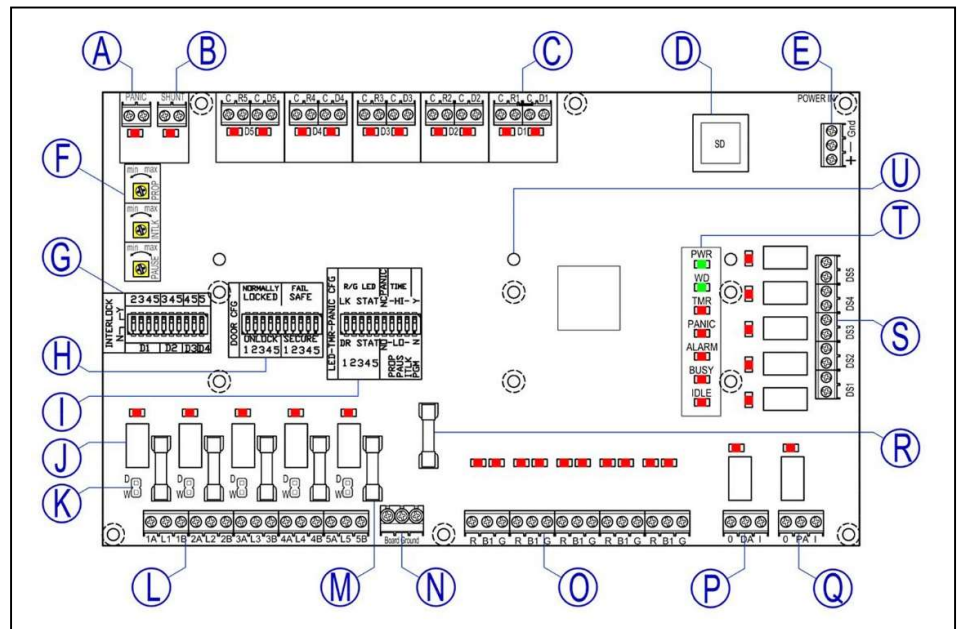 A B C D E
PANIC SHUNT C R5 C D5 C R4 C D4 C R3 C D3 C R2 C D2 C R1 C D1 POWER IN
D5 D4 D3 D2 D1
+ − Gnd
SD
F
min max
PROP
min max
INTLK
min max
PAUSE
U
T
G
PWR
WD
TMR
PANIC
ALARM
BUSY
IDLE
DS5
DS4
DS3
DS2
DS1
S
INTERLOCK
N Y
2345 345 45 5
D1 D2 D3 D4
DOOR CFG
NORMALLY LOCKED FAIL SAFE
UNLOCK SECURE
12345 12345
LED-TMR-PANIC CFG
R/G LED NC PANIC TIME
LK STAT -HI- Y
DR STAT NO -LO- N
12345 PROP PAUS ITLK PGM
H
I
J
K
R
D W D W D W D W D W
1A L1 1B 2A L2 2B 3A L3 3B 4A L4 4B 5A L5 5B
Board Ground
R B1 G R B1 G R B1 G R B1 G R B1 G
0 DA I 0 PA I
L M N O P Q